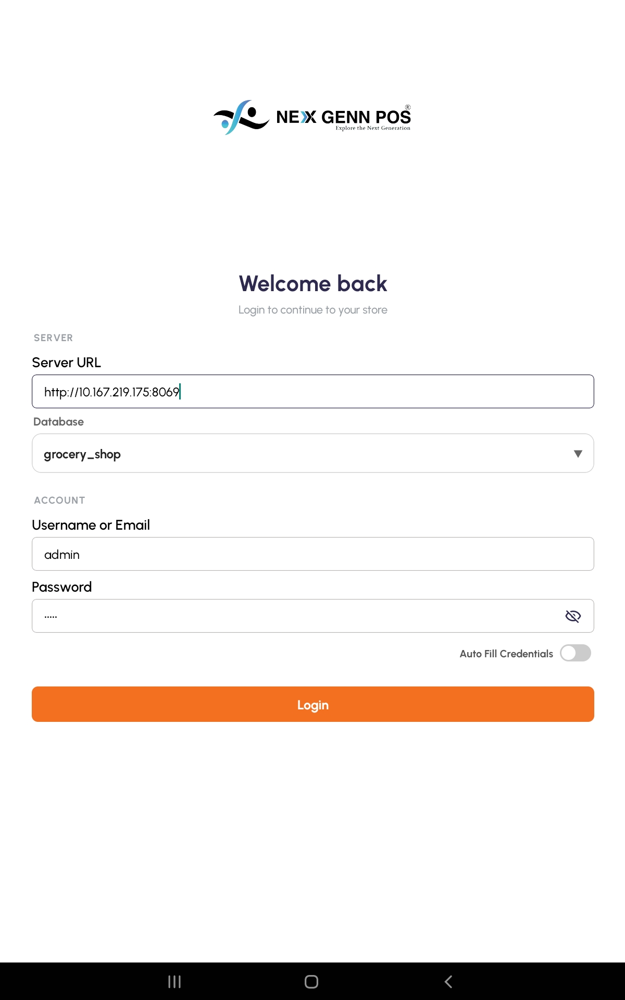 NEXX GENN POS®
Explore the Next Generation
Welcome back
Login to continue to your store
SERVER
Server URL
http://10.167.219.175:8069
Database
grocery_shop
ACCOUNT
Username or Email
admin
Password
•••••
Auto Fill Credentials
Login